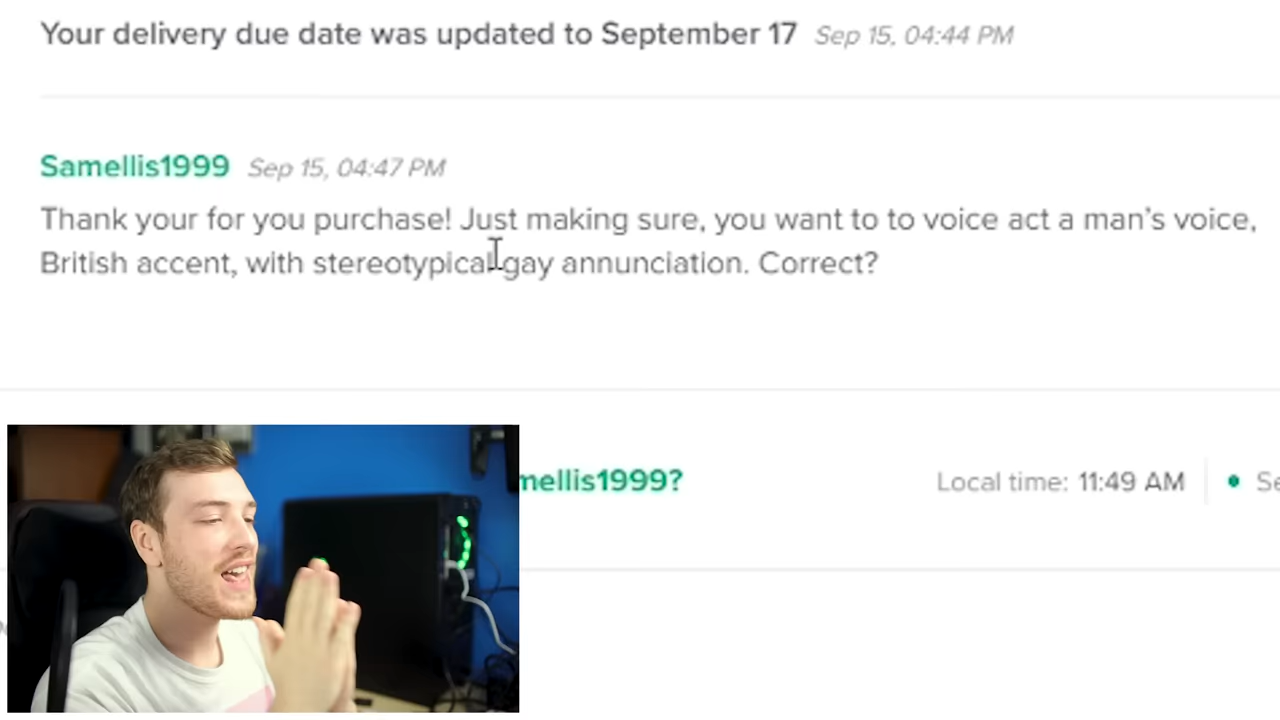 Your delivery due date was updated to September 17 Sep 15, 04:44 PM
Samellis1999 Sep 15, 04:47 PM
Thank your for you purchase! Just making sure, you want to to voice act a man's voice,
British accent, with stereotypical gay annunciation. Correct?
mellis1999? Local time: 11:49 AM Se